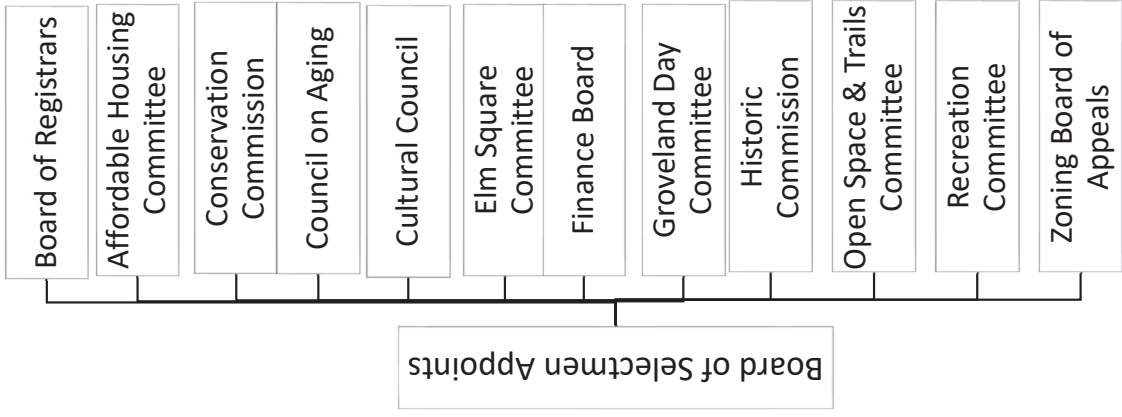 Board of Selectmen Appoints
Board of Registrars
Affordable Housing
Committee
Conservation
Commission
Council on Aging
Cultural Council
Elm Square
Committee
Finance Board
Groveland Day
Committee
Historic
Commission
Open Space & Trails
Committee
Recreation
Committee
Zoning Board of
Appeals